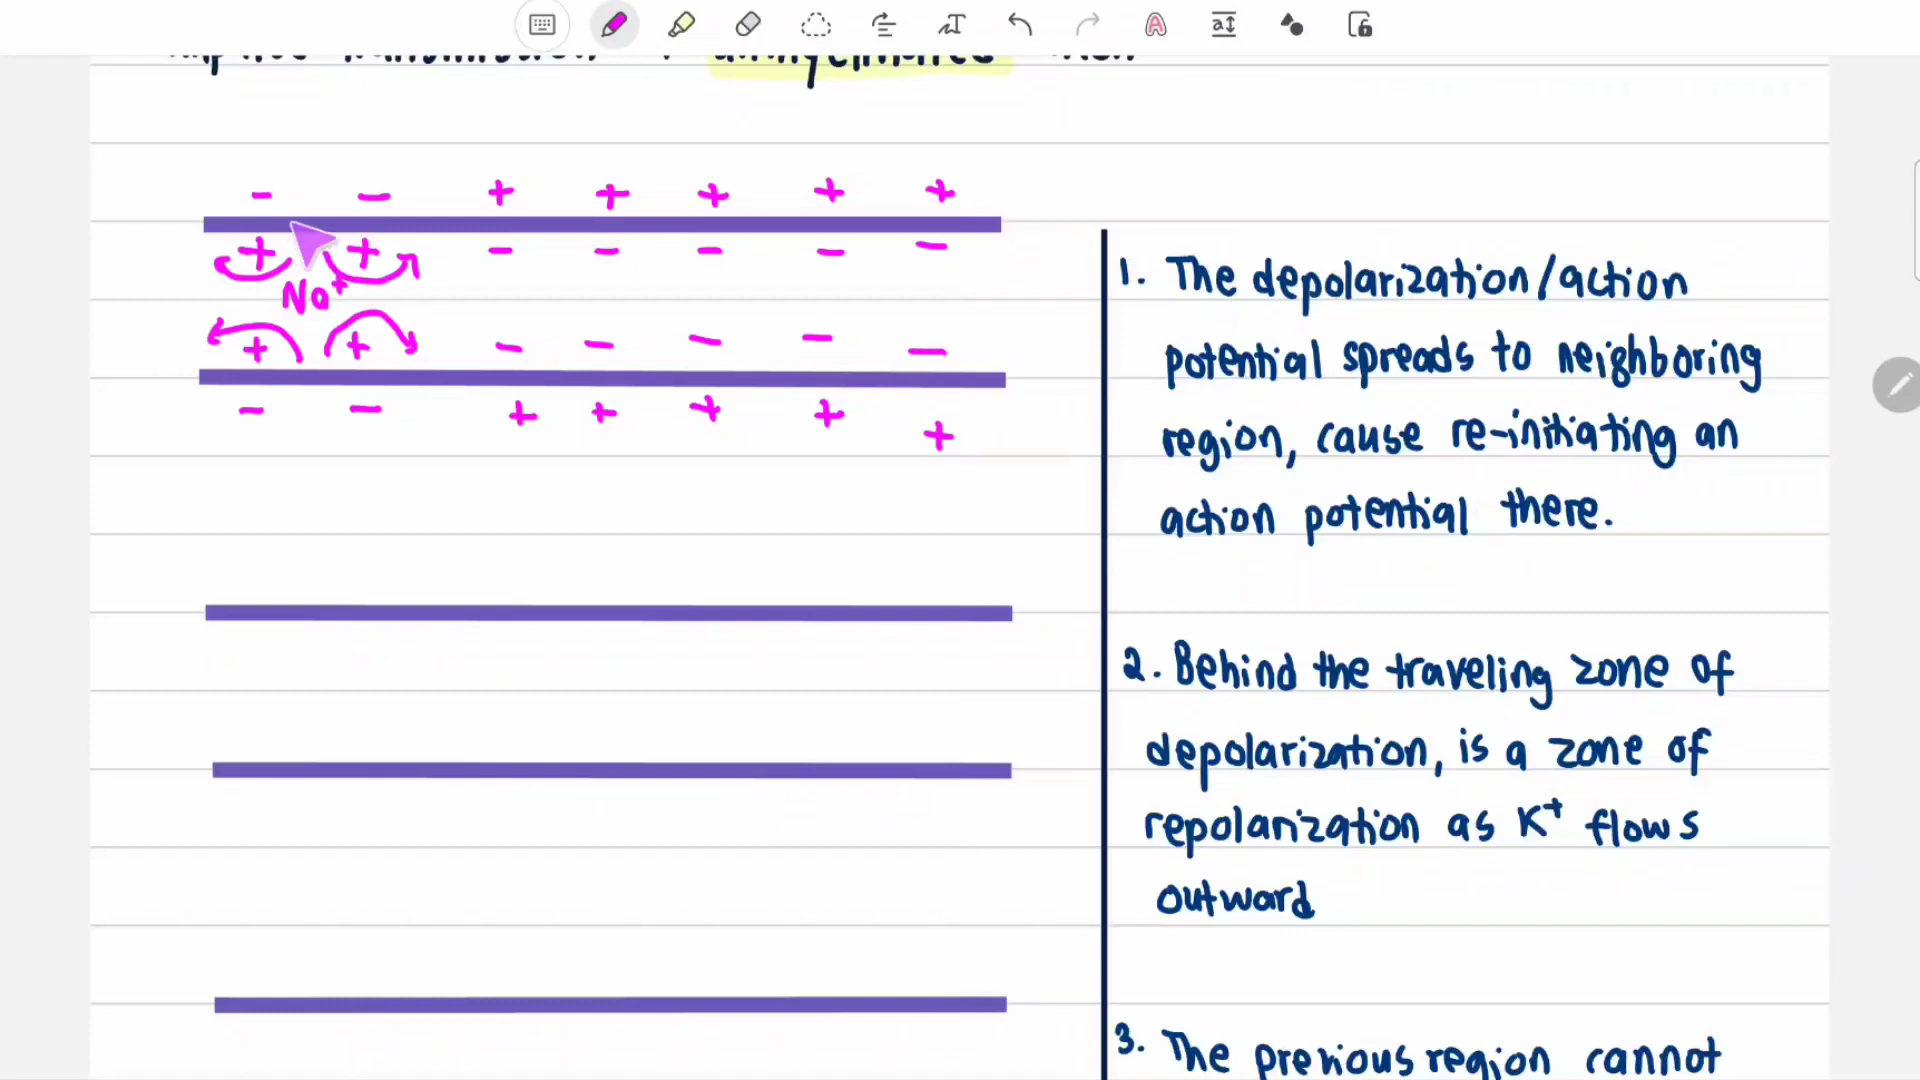 - - + + + + +
+ + - - - - -
Na+
+ + - - - - -
- - + + + + +
1. The depolarization/action
potential spreads to neighboring
region, cause re-initiating an
action potential there.
2. Behind the traveling zone of
depolarization, is a zone of
repolarization as K+ flows
outward
3. The previous region cannot